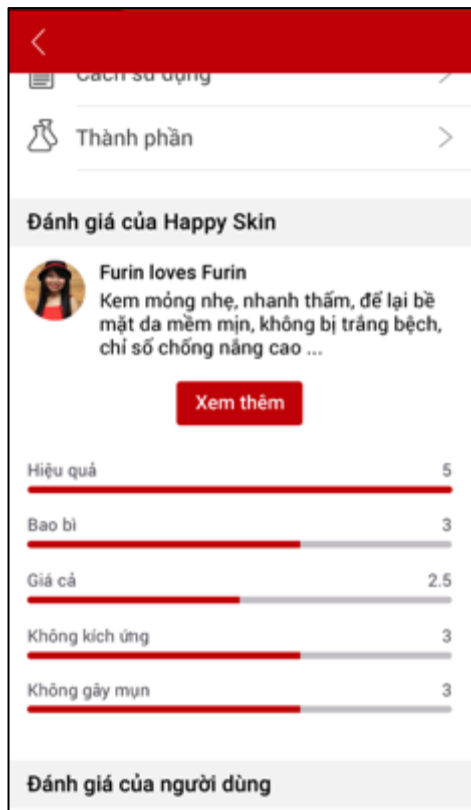 Cách sử dụng
Thành phần
Đánh giá của Happy Skin
Furin loves Furin
Kem mỏng nhẹ, nhanh thấm, để lại bề
mặt da mềm mịn, không bị trắng bệch,
chỉ số chống nắng cao ...
Xem thêm
Hiệu quả 5
Bao bì 3
Giá cả 2.5
Không kích ứng 3
Không gây mụn 3
Đánh giá của người dùng